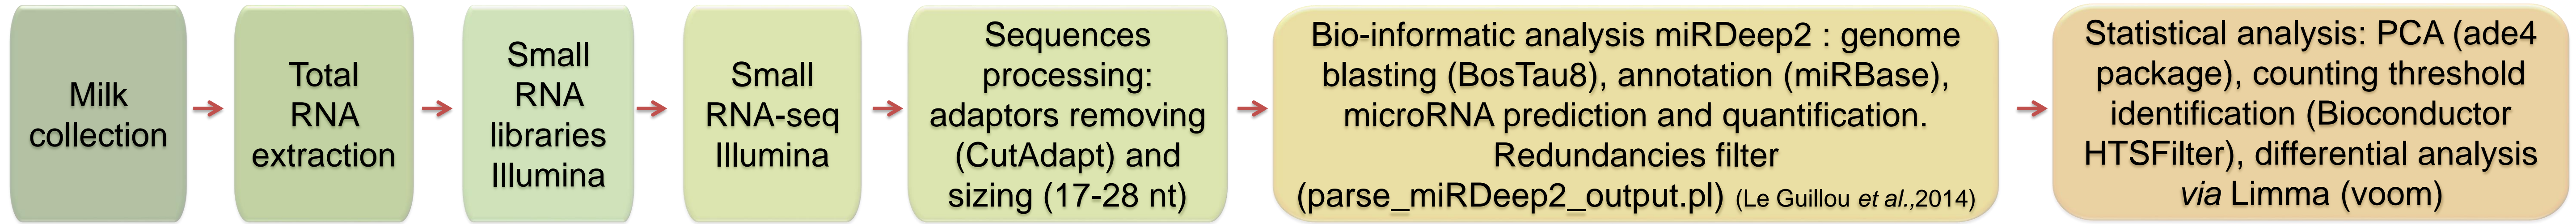 Milk
collection
Total
RNA
extraction
Small
RNA
libraries
Illumina
Small
RNA-seq
Illumina
Sequences
processing:
adaptors removing
(CutAdapt) and
sizing (17-28 nt)
Bio-informatic analysis miRDeep2 : genome
blasting (BosTau8), annotation (miRBase),
microRNA prediction and quantification.
Redundancies filter
(parse_miRDeep2_output.pl) (Le Guillou et al.,2014)
Statistical analysis: PCA (ade4
package), counting threshold
identification (Bioconductor
HTSFilter), differential analysis
via Limma (voom)